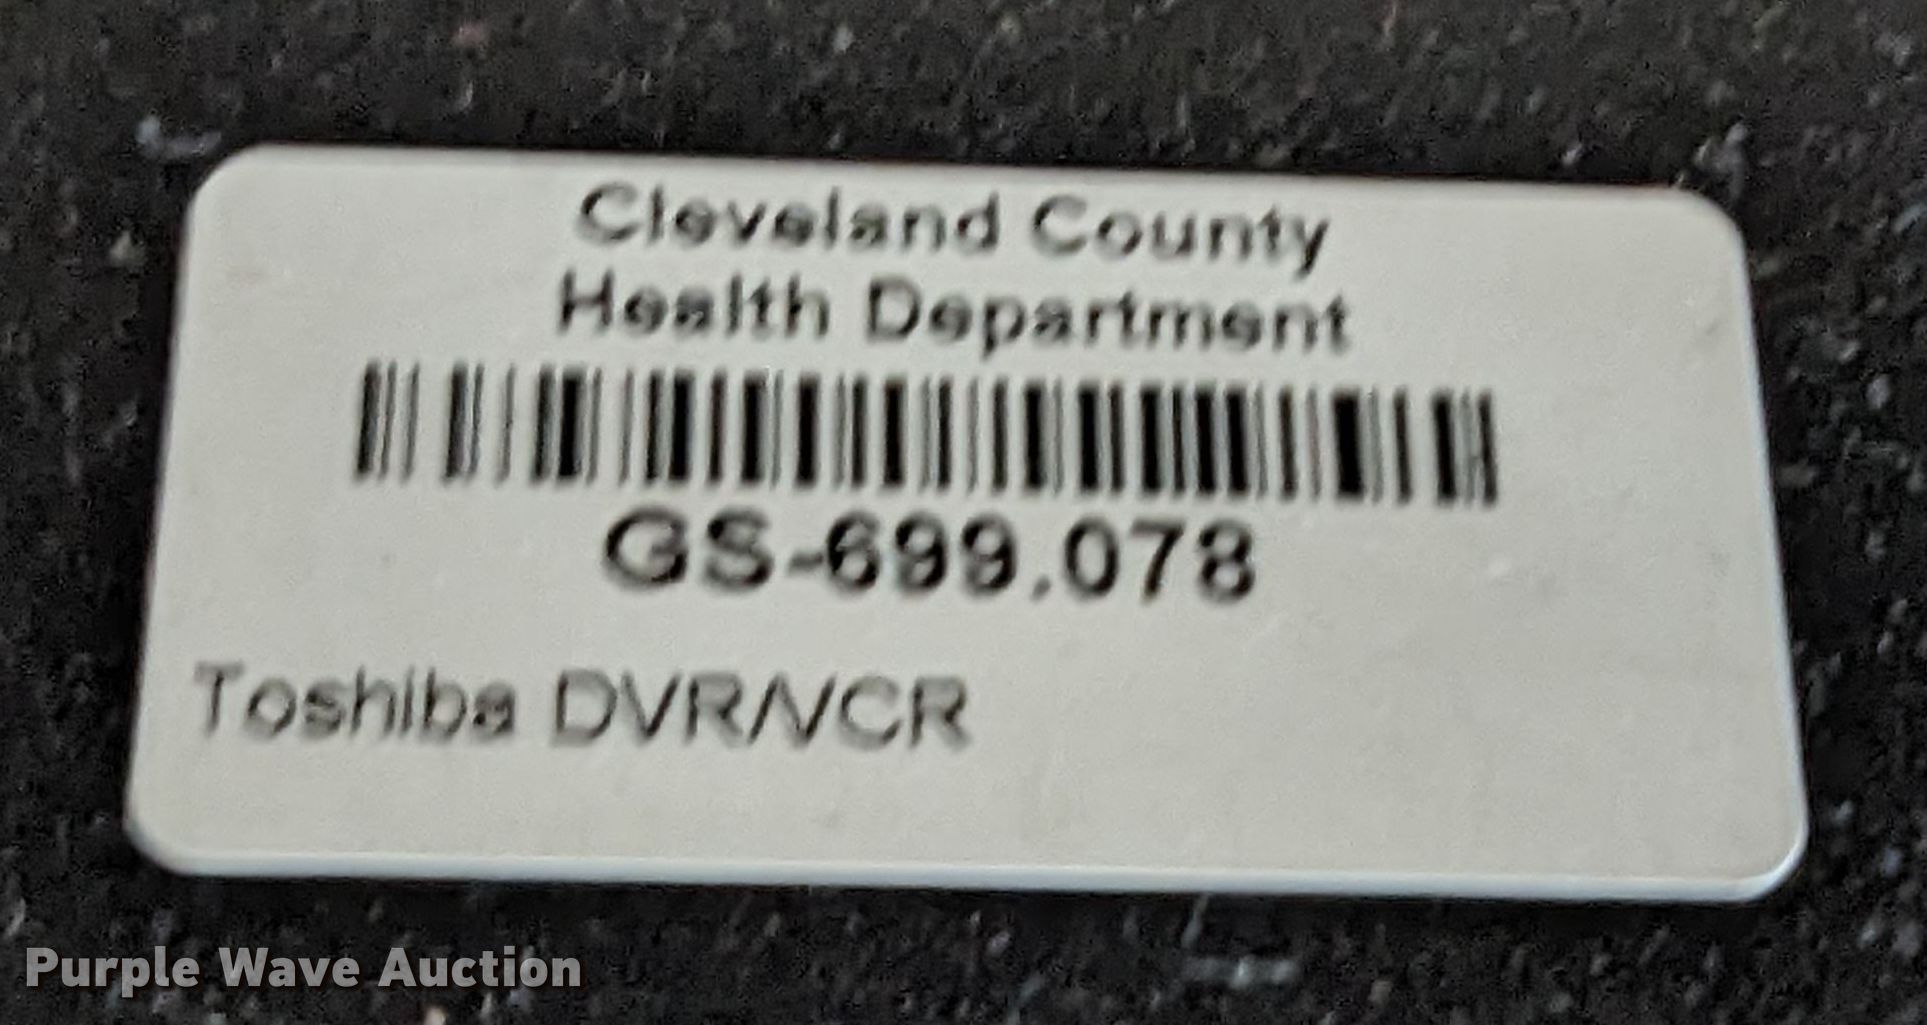 Cleveland County
Health Department
GS-699.078
Toshiba DVR/VCR
Purple Wave Auction